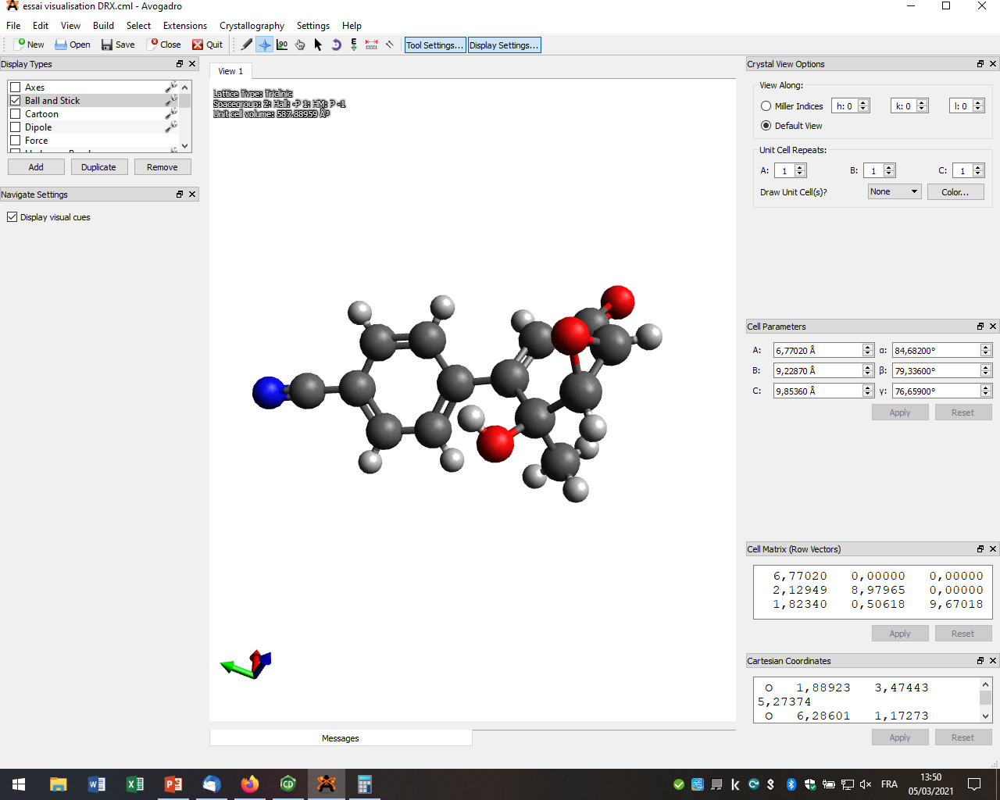 essai visualisation DRX.cml - Avogadro
File Edit View Build Select Extensions Crystallography Settings Help
New Open Save Close Quit 90 E Tool Settings... Display Settings...
Display Types
Axes
Ball and Stick
Cartoon
Dipole
Force
Add Duplicate Remove
Navigate Settings
Display visual cues
View 1
Lattice Type: Triclinic
Spacegroup: 2: Hall: -P 1: HM: P -1
Unit cell volume: 587.88959 Å³
Crystal View Options
View Along:
Miller Indices h: 0 k: 0 l: 0
Default View
Unit Cell Repeats:
A: 1 B: 1 C: 1
Draw Unit Cell(s)? None Color...
Cell Parameters
A: 6,77020 Å α: 84,68200°
B: 9,22870 Å β: 79,33600°
C: 9,85360 Å γ: 76,65900°
Apply Reset
Cell Matrix (Row Vectors)
6,77020 0,00000 0,00000
2,12949 8,97965 0,00000
1,82340 0,50618 9,67018
Apply Reset
Cartesian Coordinates
O 1,88923 3,47443
5,27374
O 6,28601 1,17273
Apply Reset
Messages
CD
FRA
13:50
05/03/2021